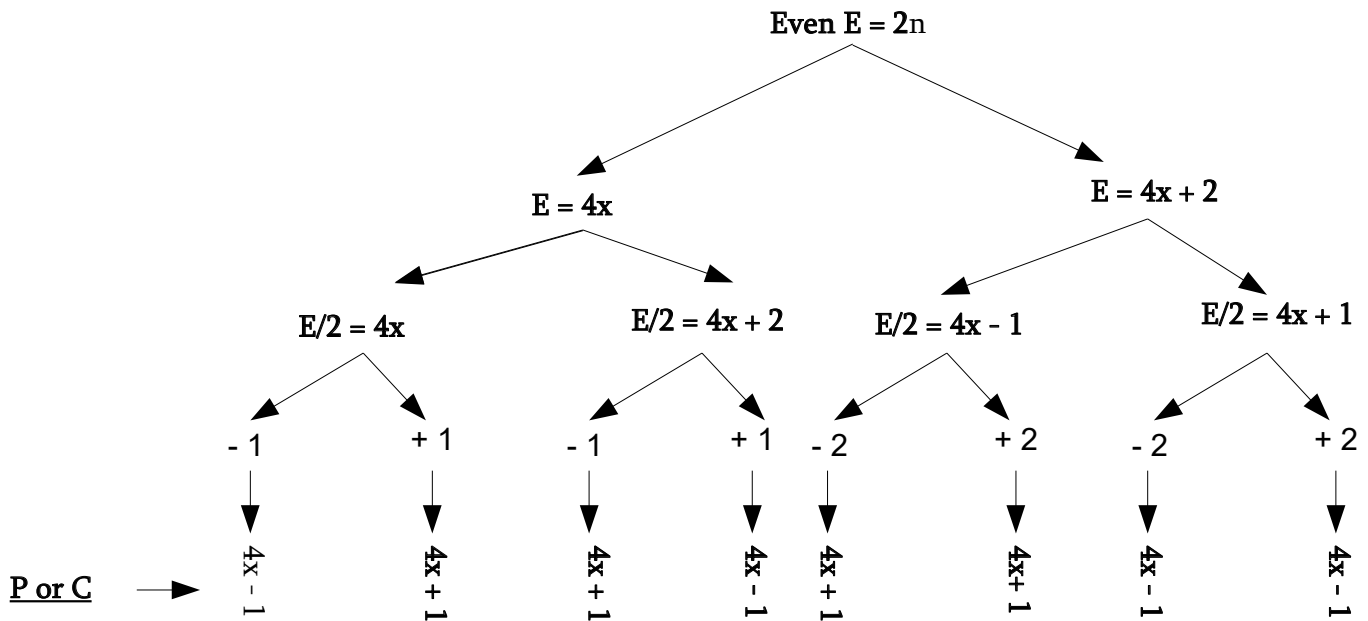 Even E = 2n
E = 4x
E = 4x + 2
E/2 = 4x
E/2 = 4x + 2
E/2 = 4x - 1
E/2 = 4x + 1
- 1
+ 1
- 1
+ 1
- 2
+ 2
- 2
+ 2
P or C
4x - 1
4x + 1
4x + 1
4x - 1
4x + 1
4x+ 1
4x - 1
4x - 1